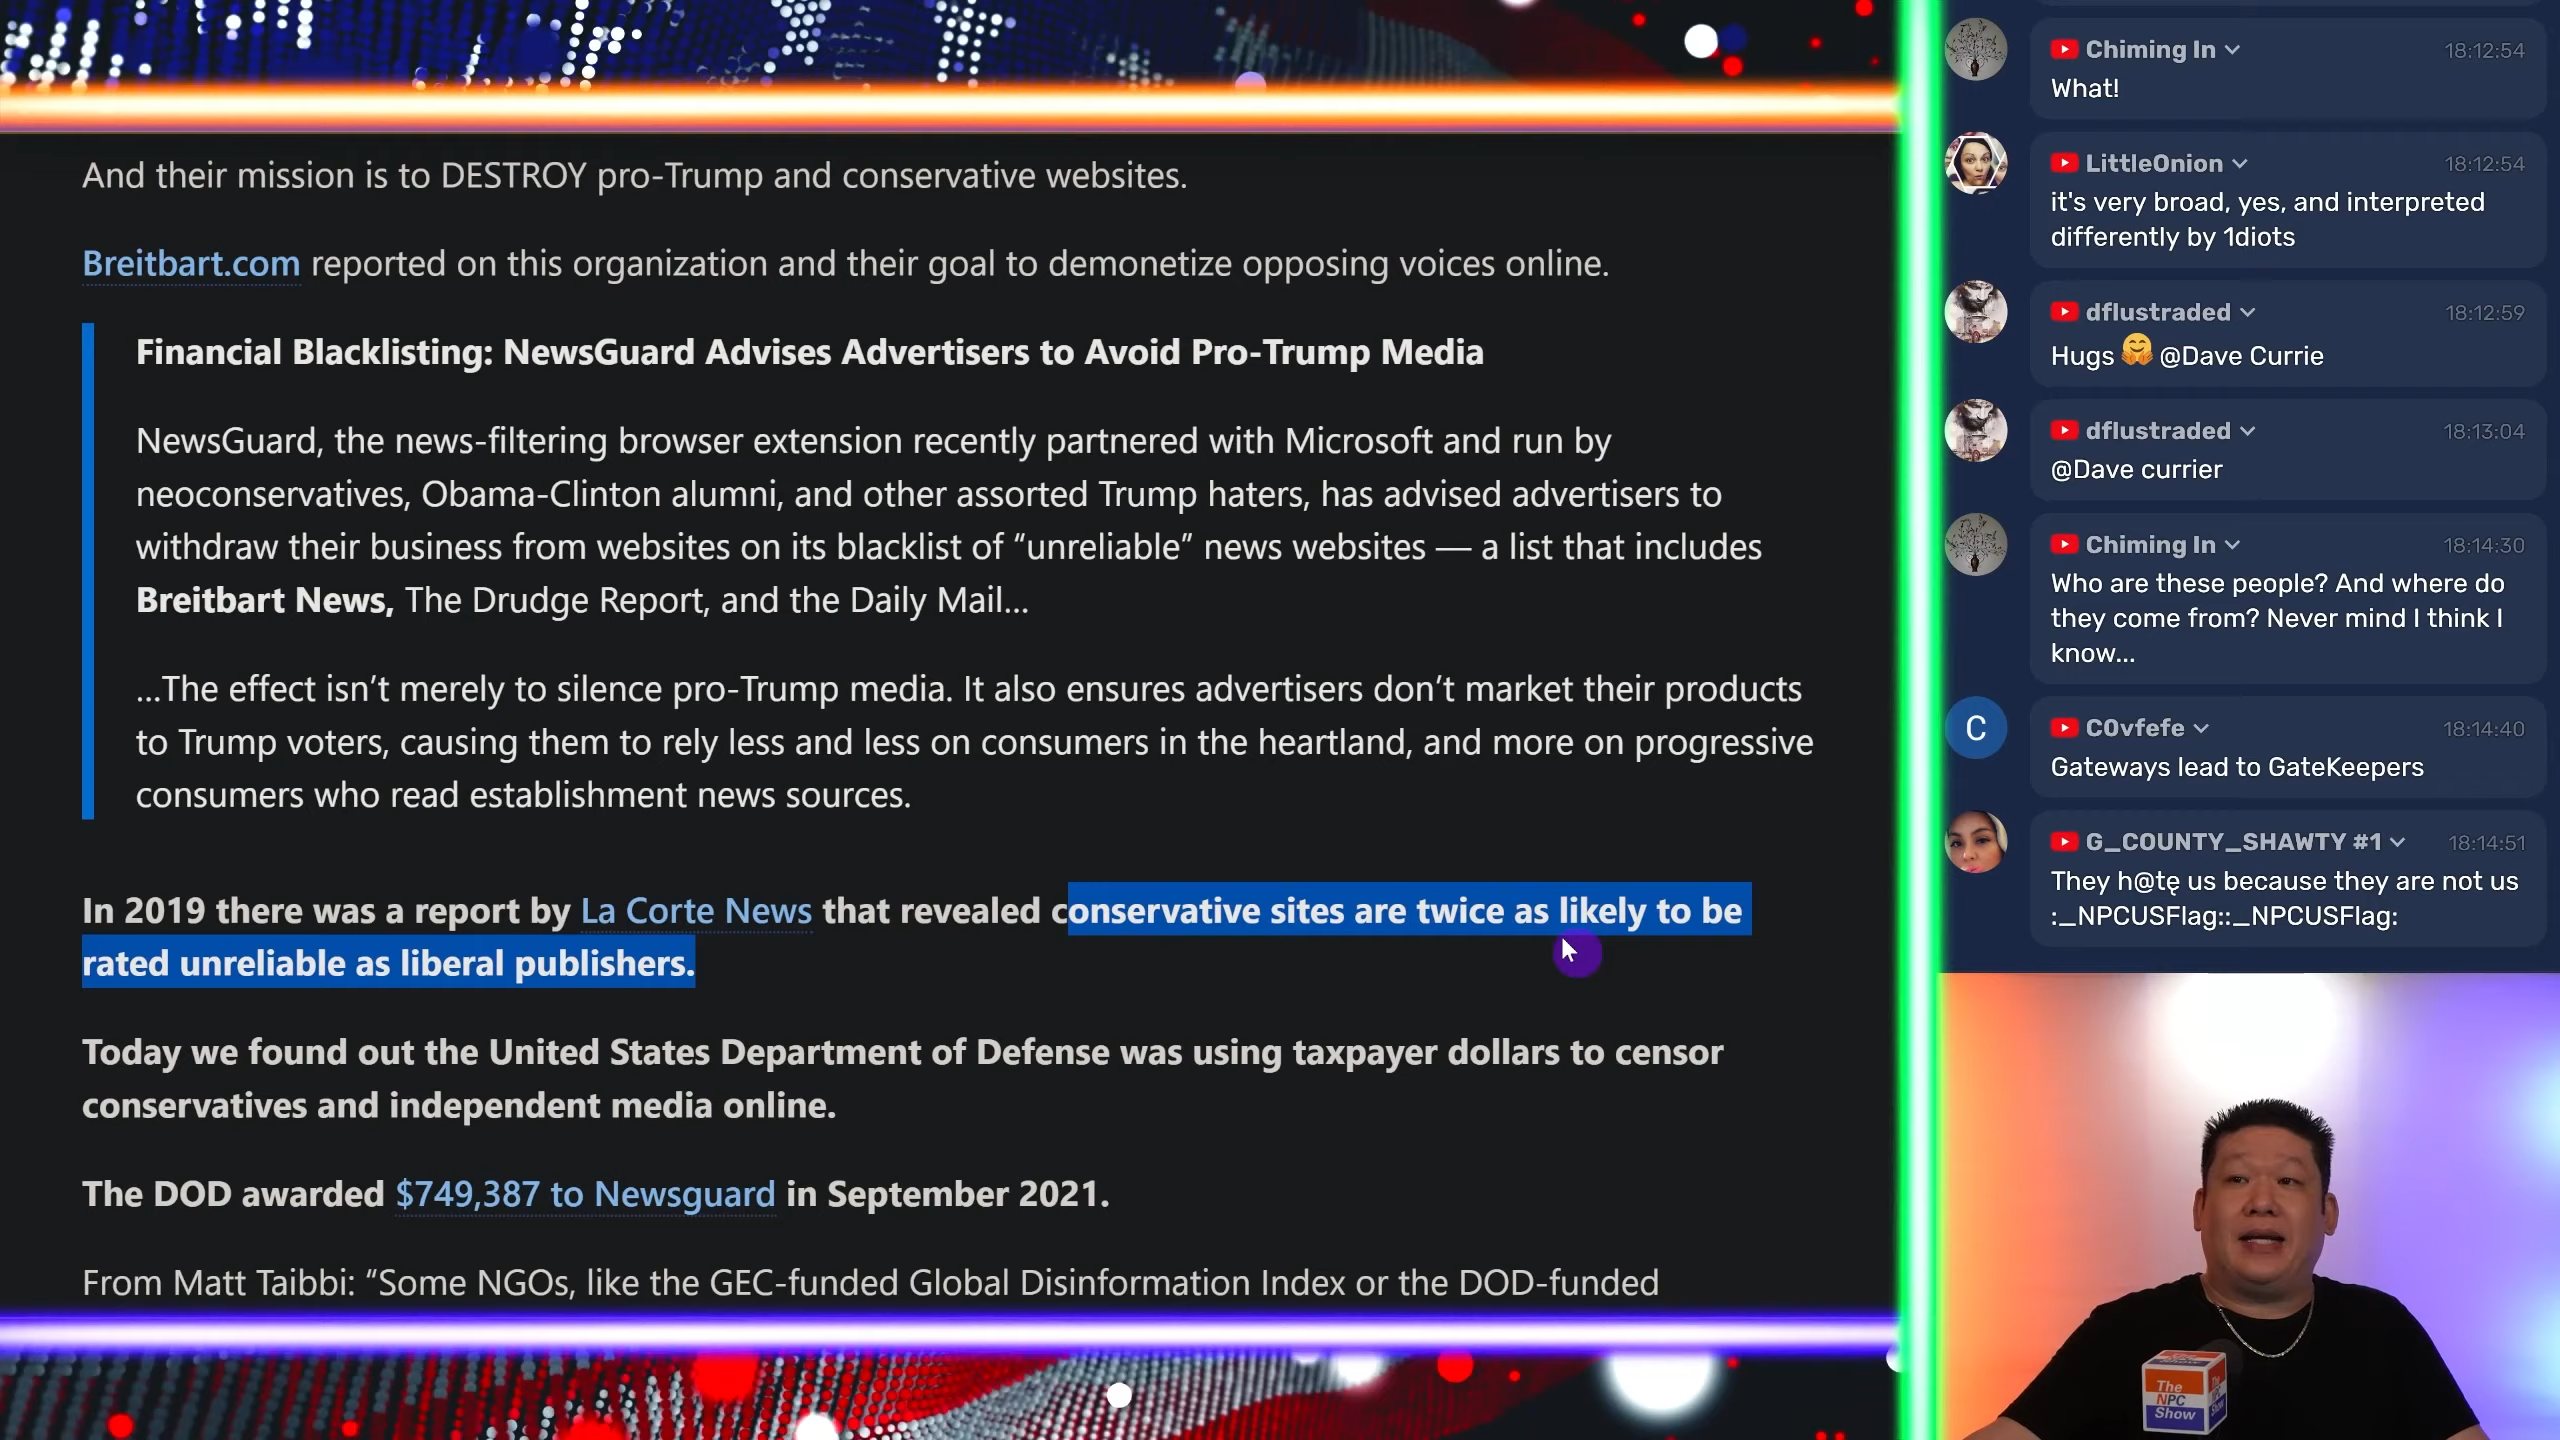 And their mission is to DESTROY pro-Trump and conservative websites.
Breitbart.com reported on this organization and their goal to demonetize opposing voices online.
Financial Blacklisting: NewsGuard Advises Advertisers to Avoid Pro-Trump Media
NewsGuard, the news-filtering browser extension recently partnered with Microsoft and run by
neoconservatives, Obama-Clinton alumni, and other assorted Trump haters, has advised advertisers to
withdraw their business from websites on its blacklist of “unreliable” news websites — a list that includes
Breitbart News, The Drudge Report, and the Daily Mail…
…The effect isn’t merely to silence pro-Trump media. It also ensures advertisers don’t market their products
to Trump voters, causing them to rely less and less on consumers in the heartland, and more on progressive
consumers who read establishment news sources.
In 2019 there was a report by La Corte News that revealed conservative sites are twice as likely to be
rated unreliable as liberal publishers.
Today we found out the United States Department of Defense was using taxpayer dollars to censor
conservatives and independent media online.
The DOD awarded $749,387 to Newsguard in September 2021.
From Matt Taibbi: “Some NGOs, like the GEC-funded Global Disinformation Index or the DOD-funded
Chiming In 18:12:54
What!
LittleOnion 18:12:54
it's very broad, yes, and interpreted
differently by 1diots
dflustraded 18:12:59
Hugs 🤗 @Dave Currie
dflustraded 18:13:04
@Dave currier
Chiming In 18:14:30
Who are these people? And where do
they come from? Never mind I think I
know...
C
C0vfefe 18:14:40
Gateways lead to GateKeepers
G_COUNTY_SHAWTY #1 18:14:51
They h@tę us because they are not us
:_NPCUSFlag::_NPCUSFlag:
The
NPC
Show